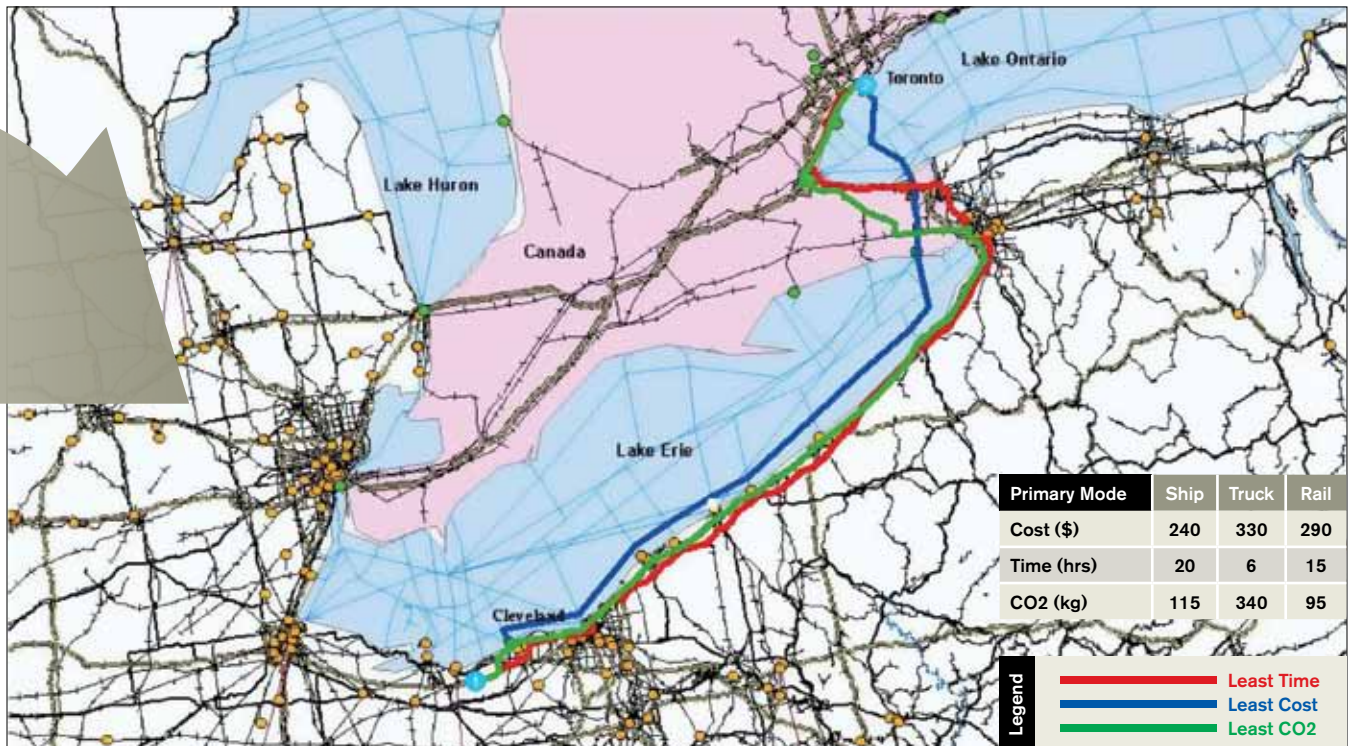 Lake Ontario
Toronto
Lake Huron
Canada
Lake Erie
Cleveland
Primary Mode Ship Truck Rail
Cost ($) 240 330 290
Time (hrs) 20 6 15
CO2 (kg) 115 340 95
Legend
Least Time
Least Cost
Least CO2